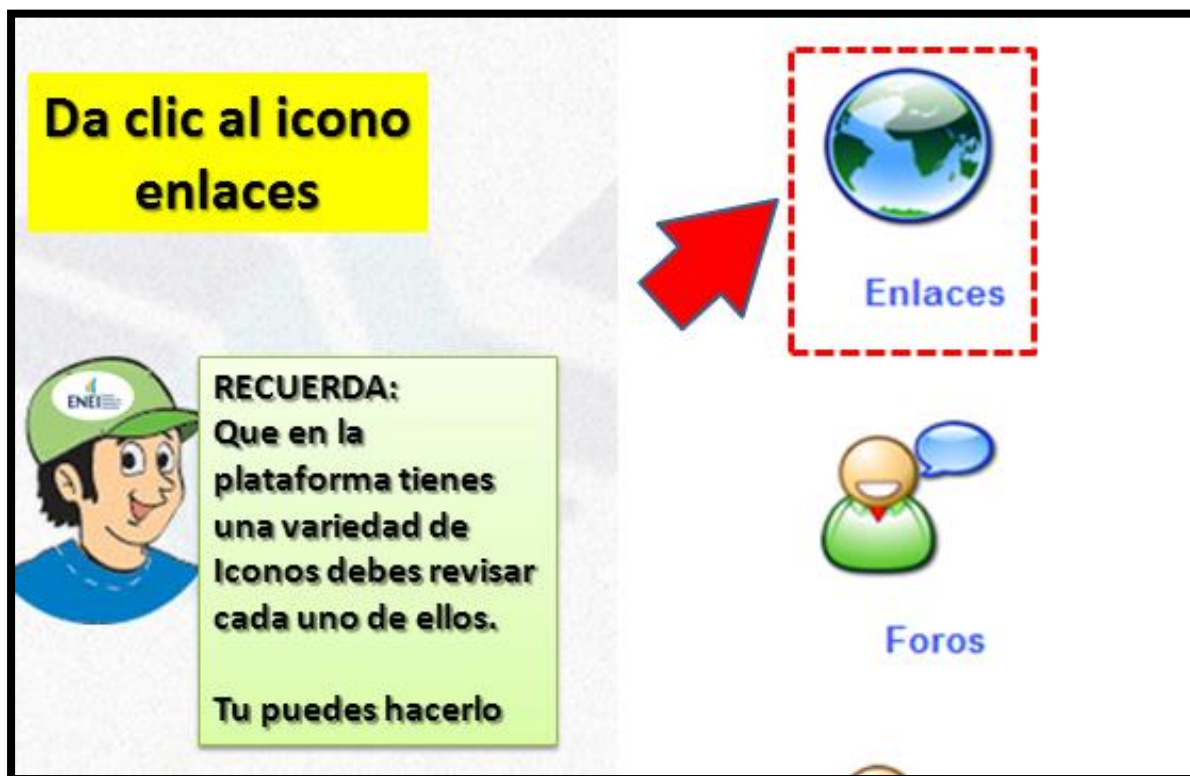 Da clic al icono
enlaces
Enlaces
ENEI
RECUERDA:
Que en la
plataforma tienes
una variedad de
Iconos debes revisar
cada uno de ellos.
Tu puedes hacerlo
Foros